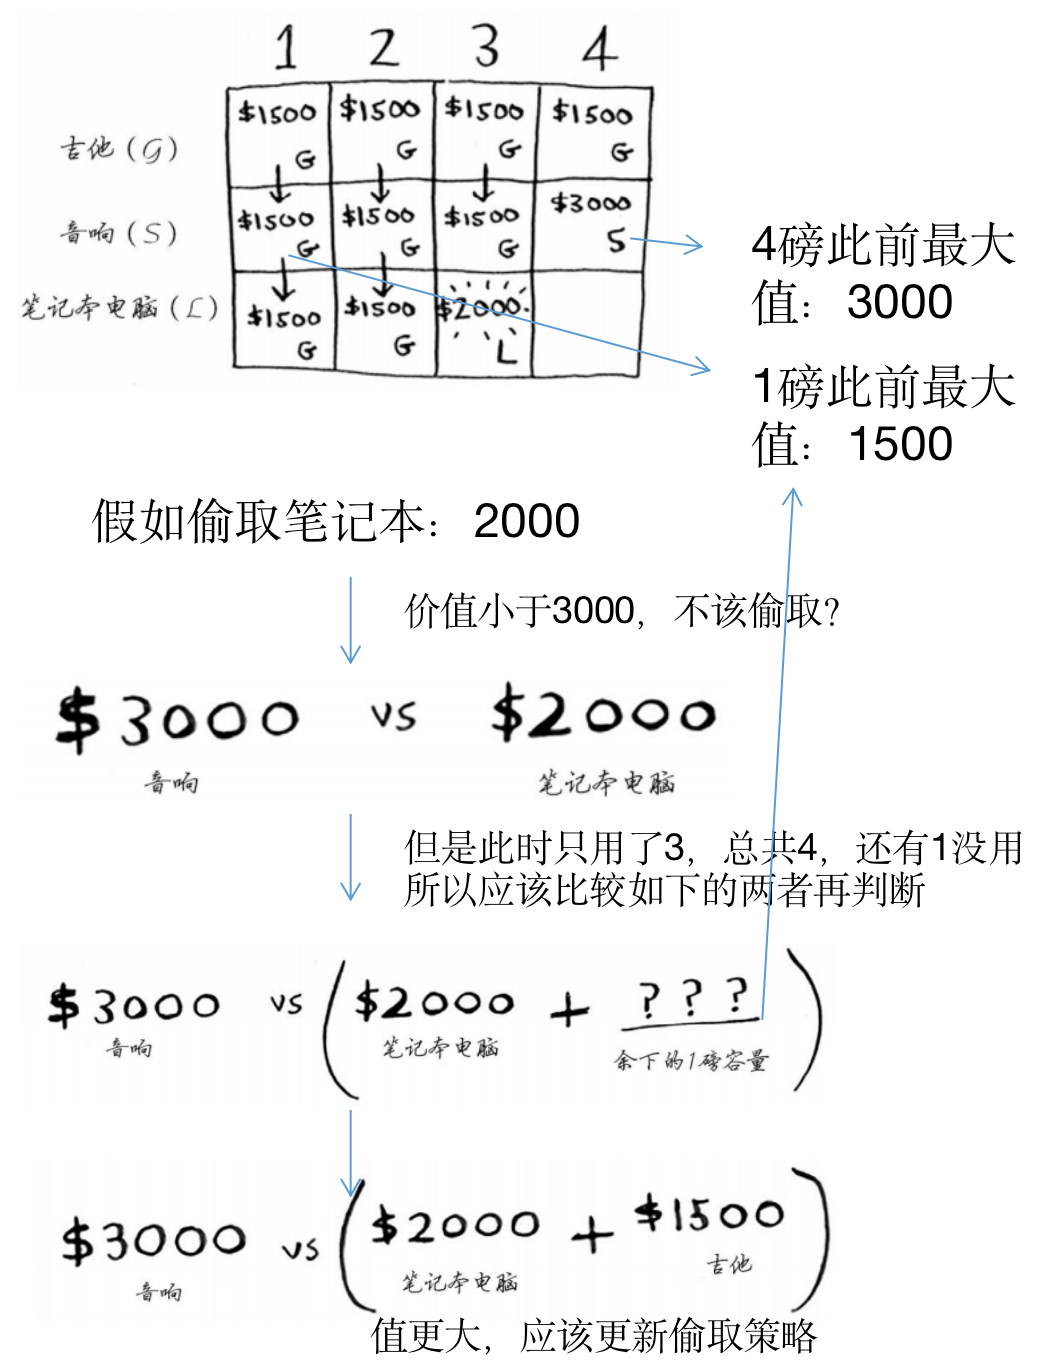 1 2 3 4
吉他(G) $1500 $1500 $1500 $1500
G G G G
音响(S) $1500 $1500 $1500 $3000
G G G S
笔记本电脑(L) $1500 $1500 $2000
G G L
4磅此前最大
值：3000
1磅此前最大
值：1500
假如偷取笔记本：2000
价值小于3000，不该偷取？
$3000 vs $2000
音响 笔记本电脑
但是此时只用了3，总共4，还有1没用
所以应该比较如下的两者再判断
$3000 vs ($2000 + ???)
音响 笔记本电脑 余下的1磅容量
$3000 vs ($2000 + $1500)
音响 笔记本电脑 吉他
值更大，应该更新偷取策略